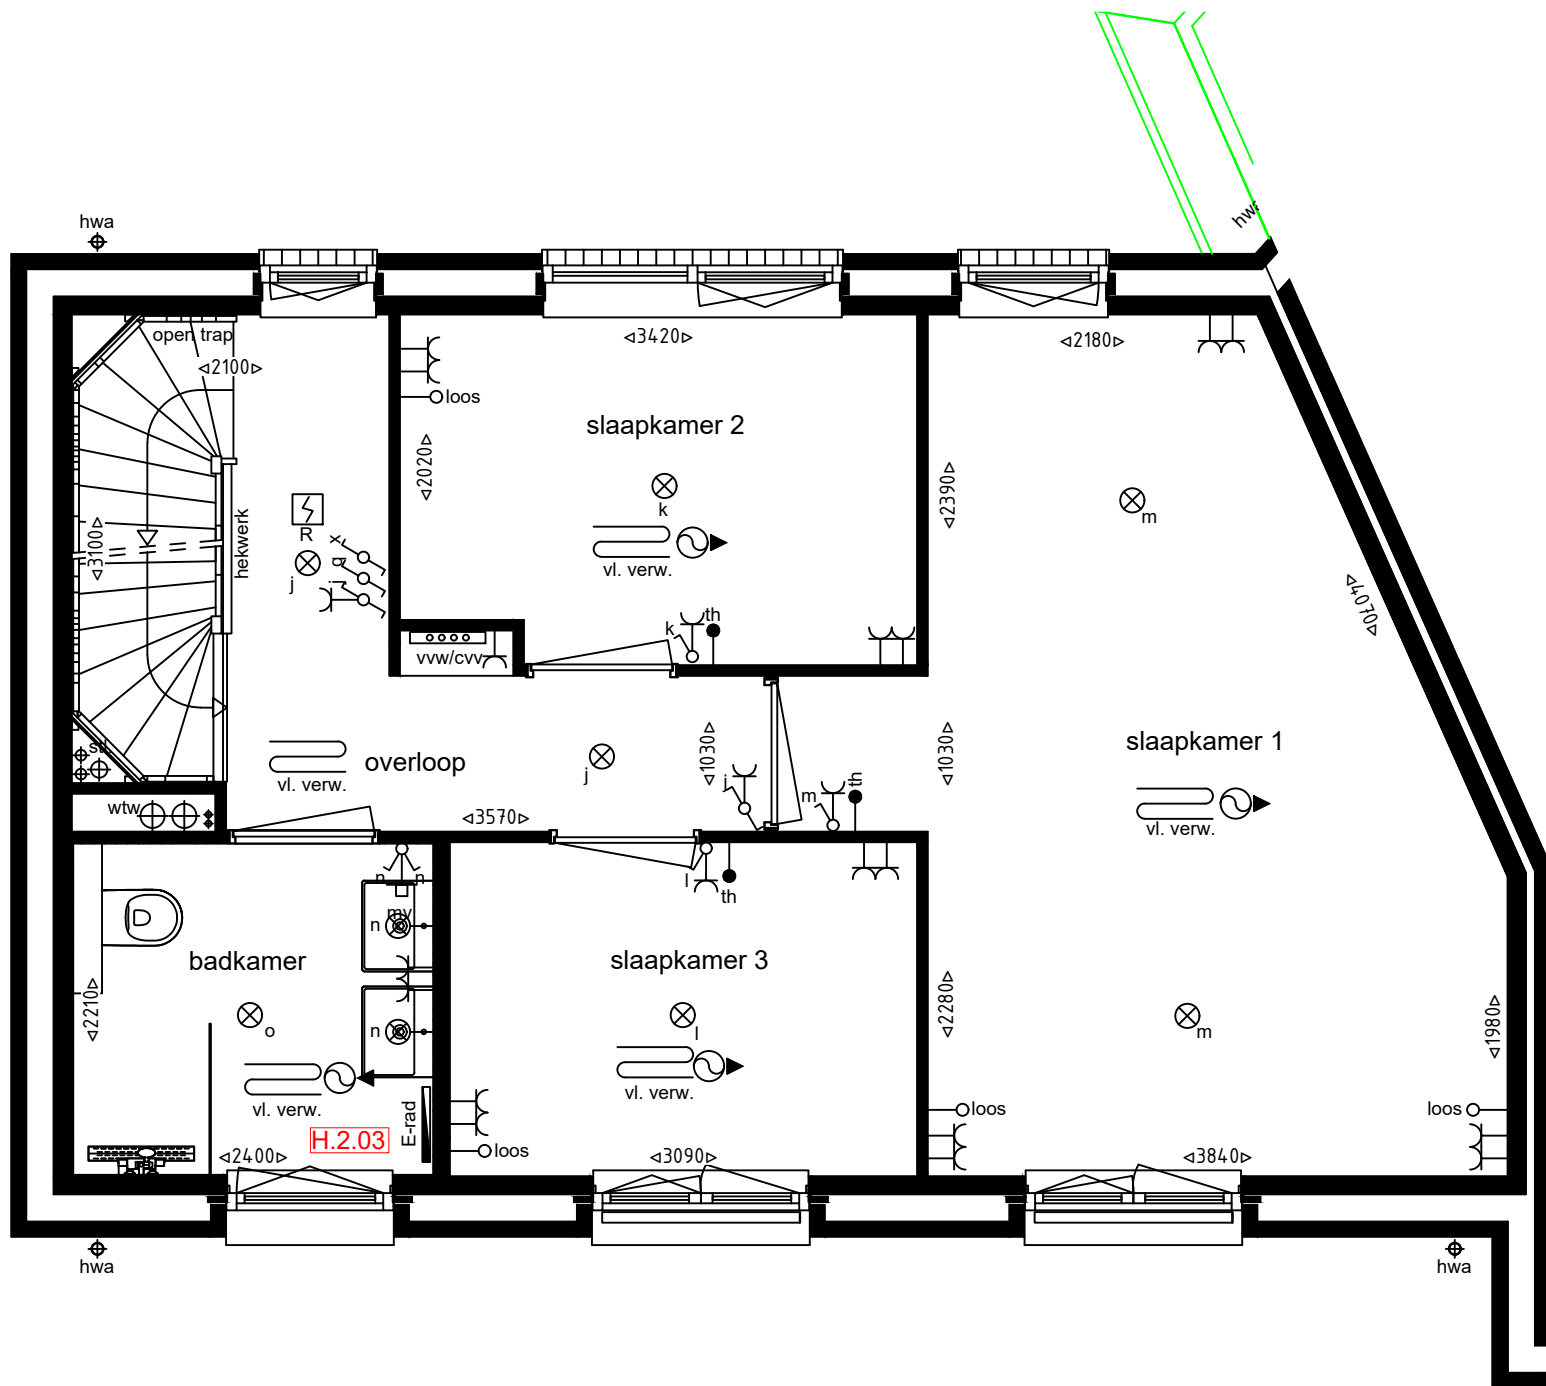 hwa
hwa
open trap
◁2100▷
◁3420▷
◁2180▷
loos
slaapkamer 2
◁2020▷
◁2390▷
k
m
R
hekwerk
◁3100▷
x
q
j
j
vl. verw.
◁4070▷
k
th
vvw/cvv
stl.
overloop
vl. verw.
j
◁1030▷
◁1030▷
slaapkamer 1
j
m
th
wtw
◁3570▷
vl. verw.
n
n
l
th
mv
n
badkamer
slaapkamer 3
◁2210▷
◁2280▷
◁1980▷
o
n
l
m
vl. verw.
vl. verw.
E-rad
loos
loos
H.2.03
loos
◁2400▷
◁3090▷
◁3840▷
hwa
hwa